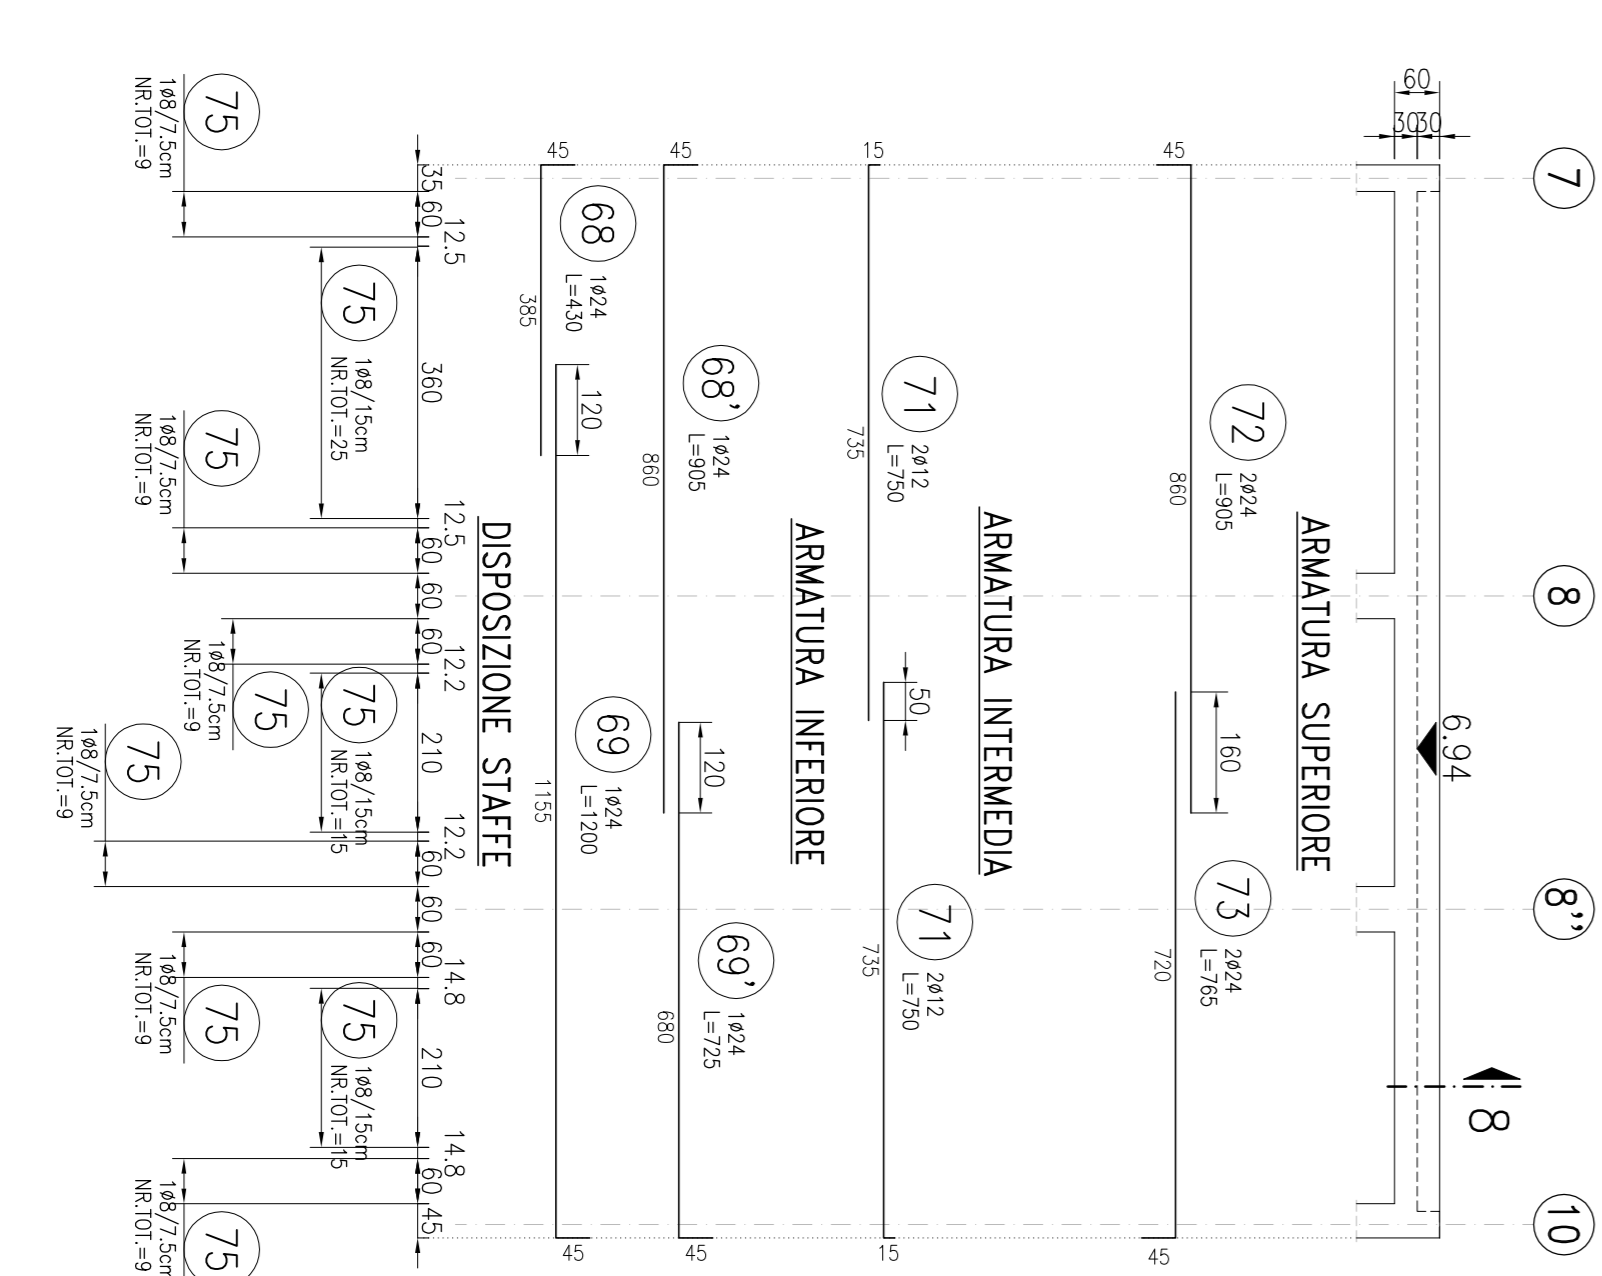 7
8
8''
10
60
30
30
6.94
8
ARMATURA SUPERIORE
45
860
72
2ø24
L=905
160
73
2ø24
L=765
720
45
ARMATURA INTERMEDIA
15
735
71
2ø12
L=750
50
71
2ø12
L=750
735
15
ARMATURA INFERIORE
45
860
68'
1ø24
L=905
120
69'
1ø24
L=725
680
45
45
385
68
1ø24
L=430
120
69
1ø24
L=1200
1155
45
DISPOSIZIONE STAFFE
35
60
12.5
360
12.5
60
60
60
12.2
210
12.2
60
60
60
14.8
210
14.8
60
45
75
1ø8/15cm
NR.TOT.=25
75
1ø8/15cm
NR.TOT.=15
75
1ø8/15cm
NR.TOT.=15
75
1ø8/7.5cm
NR.TOT.=9
75
1ø8/7.5cm
NR.TOT.=9
75
1ø8/7.5cm
NR.TOT.=9
75
1ø8/7.5cm
NR.TOT.=9
75
1ø8/7.5cm
NR.TOT.=9
75
1ø8/7.5cm
NR.TOT.=9